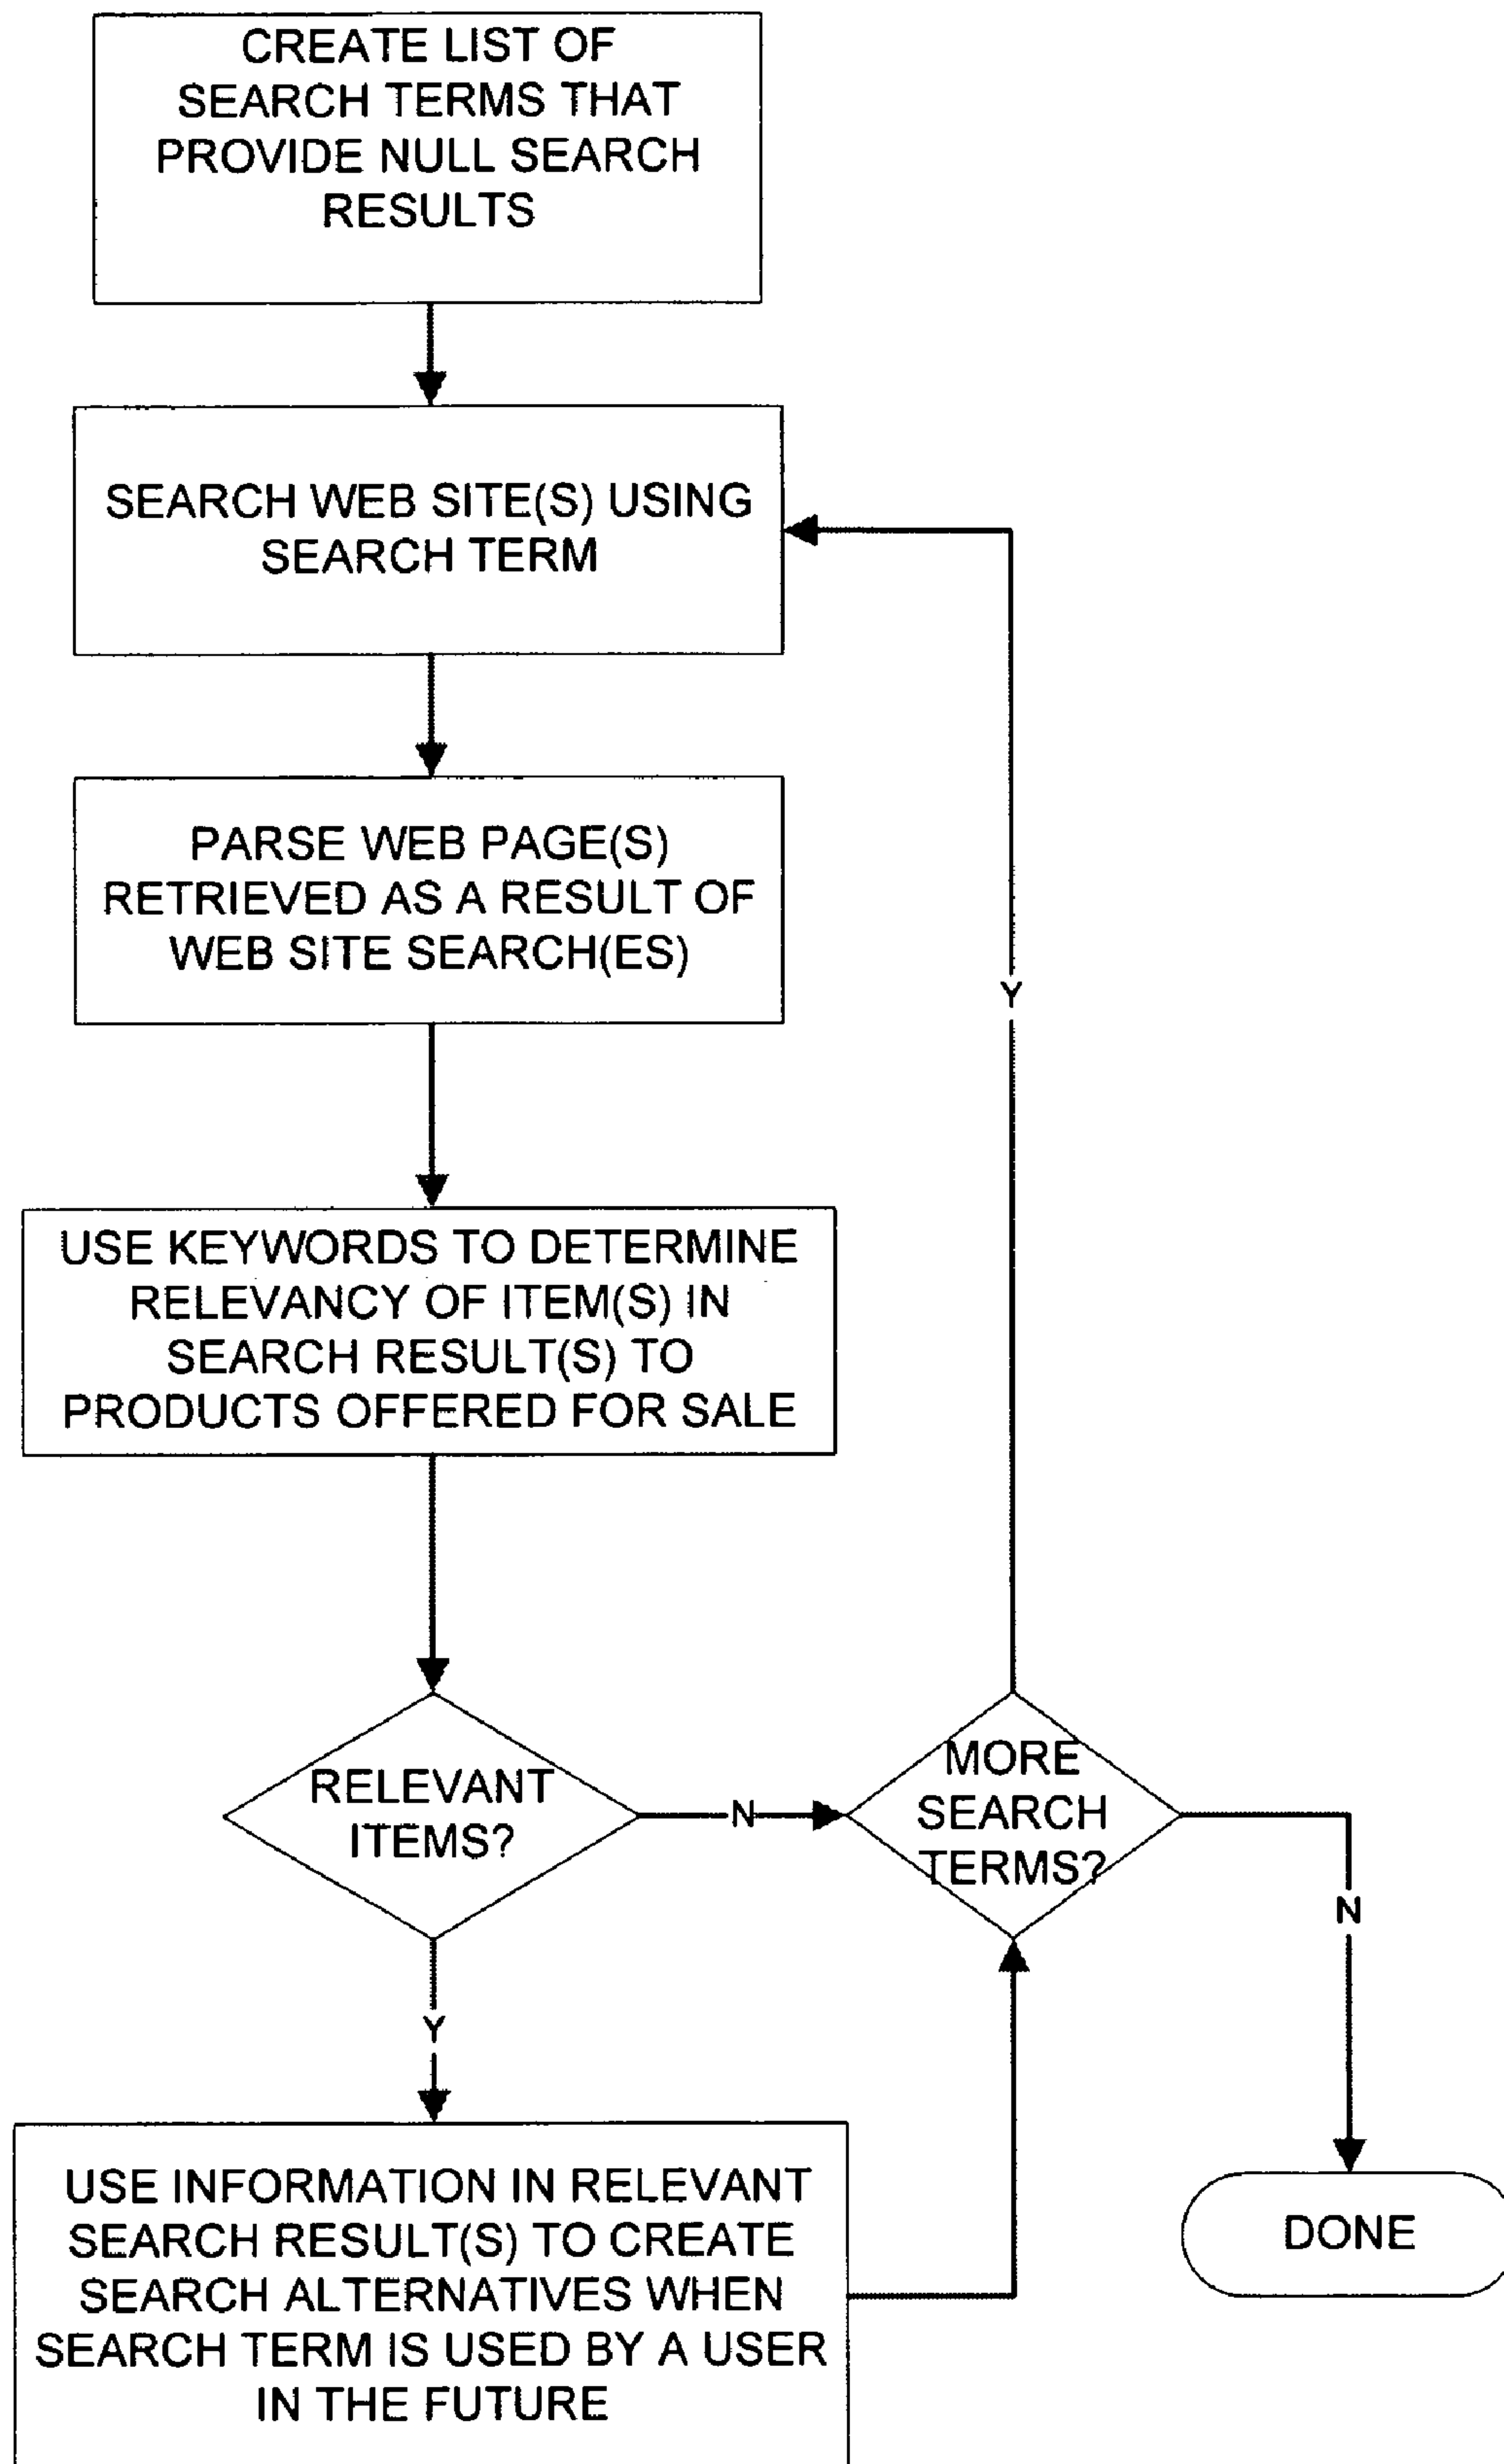 CREATE LIST OF
SEARCH TERMS THAT
PROVIDE NULL SEARCH
RESULTS
SEARCH WEB SITE(S) USING
SEARCH TERM
PARSE WEB PAGE(S)
RETRIEVED AS A RESULT OF
WEB SITE SEARCH(ES)
Y
USE KEYWORDS TO DETERMINE
RELEVANCY OF ITEM(S) IN
SEARCH RESULT(S) TO
PRODUCTS OFFERED FOR SALE
RELEVANT
ITEMS?
N
MORE
SEARCH
TERMS?
N
Y
USE INFORMATION IN RELEVANT
SEARCH RESULT(S) TO CREATE
SEARCH ALTERNATIVES WHEN
SEARCH TERM IS USED BY A USER
IN THE FUTURE
DONE